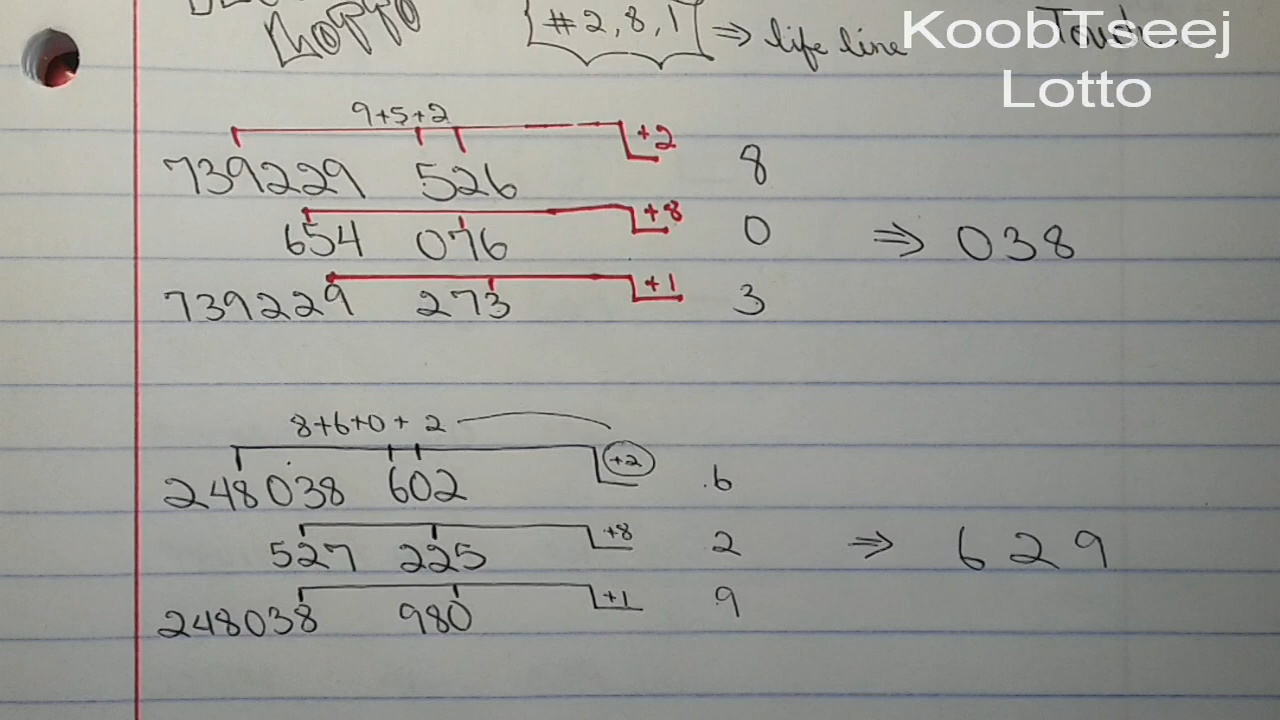 Lotto {#2,8,1} ⇒ life line Touch
KoobTseej
Lotto
9+5+2
+2
739229 526 8
+8
654 076 0 ⇒ 038
+1
739229 273 3
8+6+0+2
+2
248038 602 6
+8
527 225 2 ⇒ 629
+1
248038 980 9